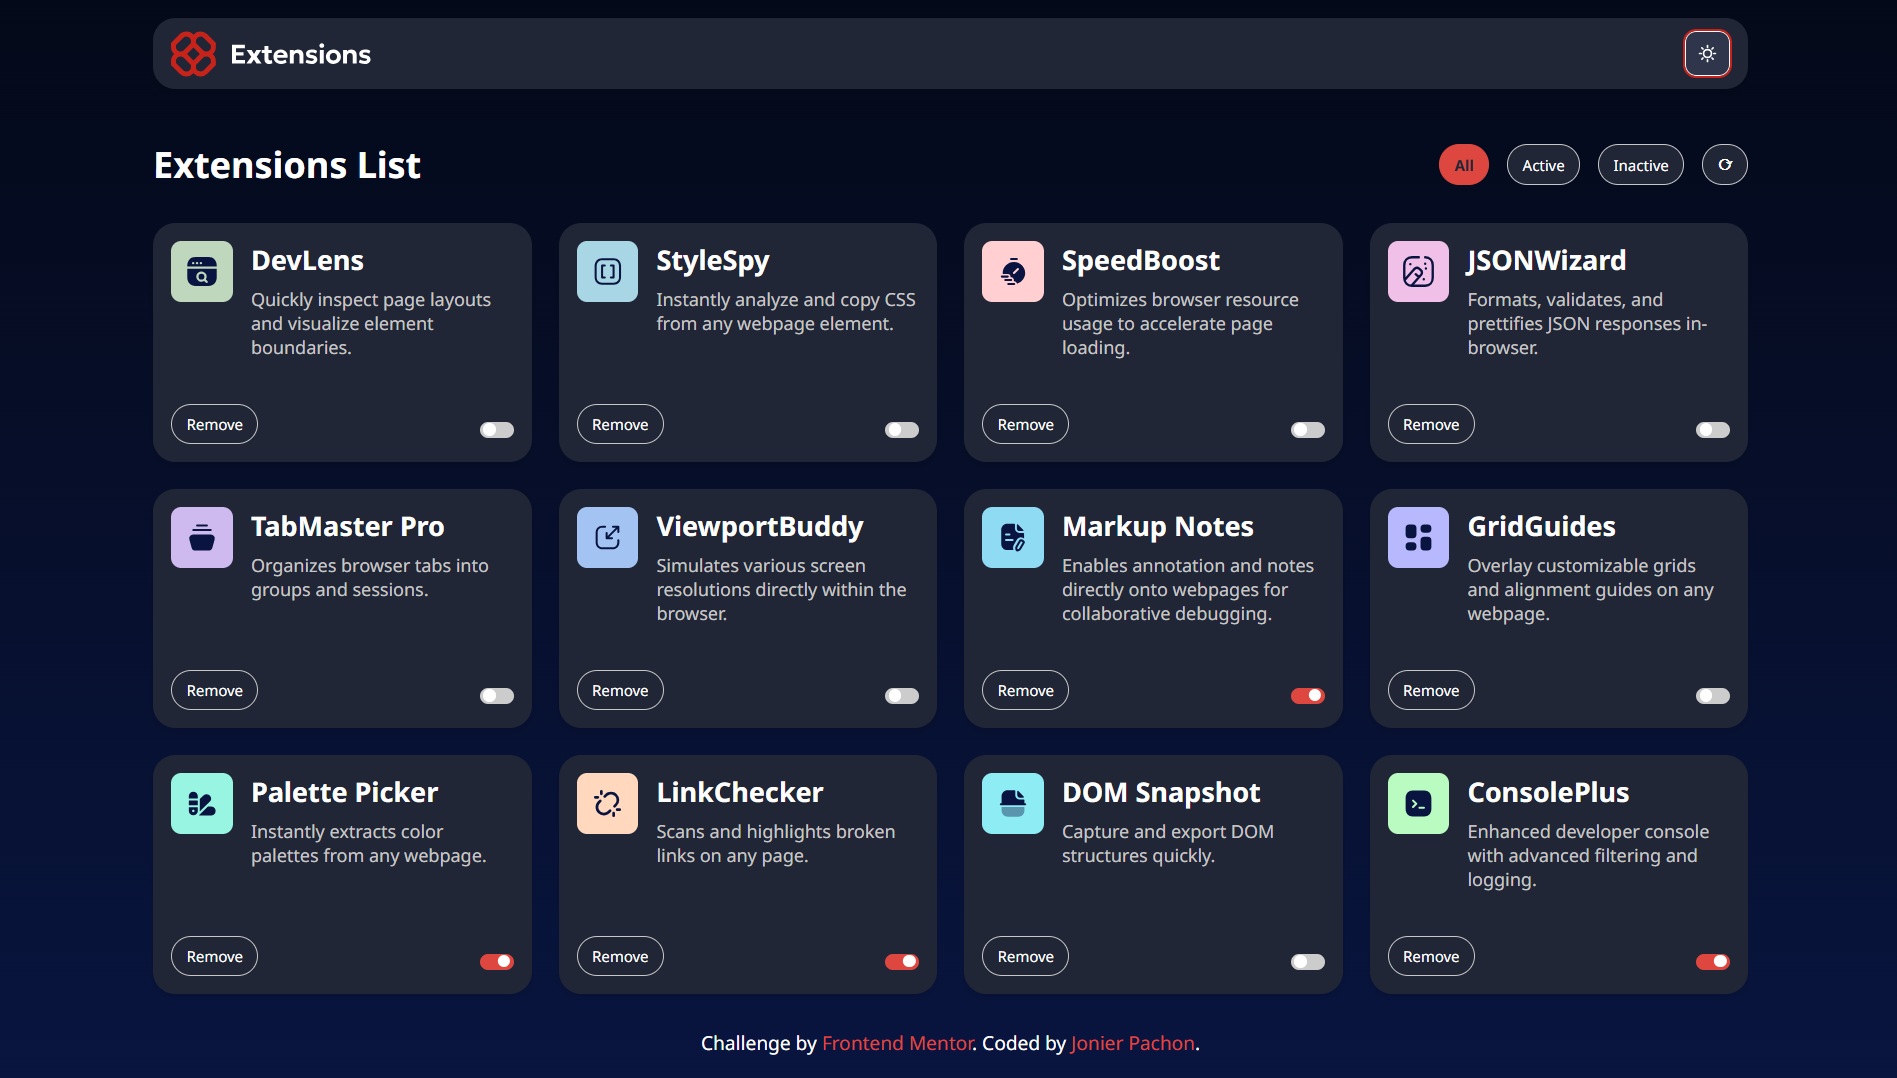 Extensions
Extensions List
All
Active
Inactive
DevLens
Quickly inspect page layouts
and visualize element
boundaries.
Remove
StyleSpy
Instantly analyze and copy CSS
from any webpage element.
Remove
SpeedBoost
Optimizes browser resource
usage to accelerate page
loading.
Remove
JSONWizard
Formats, validates, and
prettifies JSON responses in-
browser.
Remove
TabMaster Pro
Organizes browser tabs into
groups and sessions.
Remove
ViewportBuddy
Simulates various screen
resolutions directly within the
browser.
Remove
Markup Notes
Enables annotation and notes
directly onto webpages for
collaborative debugging.
Remove
GridGuides
Overlay customizable grids
and alignment guides on any
webpage.
Remove
Palette Picker
Instantly extracts color
palettes from any webpage.
Remove
LinkChecker
Scans and highlights broken
links on any page.
Remove
DOM Snapshot
Capture and export DOM
structures quickly.
Remove
ConsolePlus
Enhanced developer console
with advanced filtering and
logging.
Remove
Challenge by Frontend Mentor. Coded by Jonier Pachon.